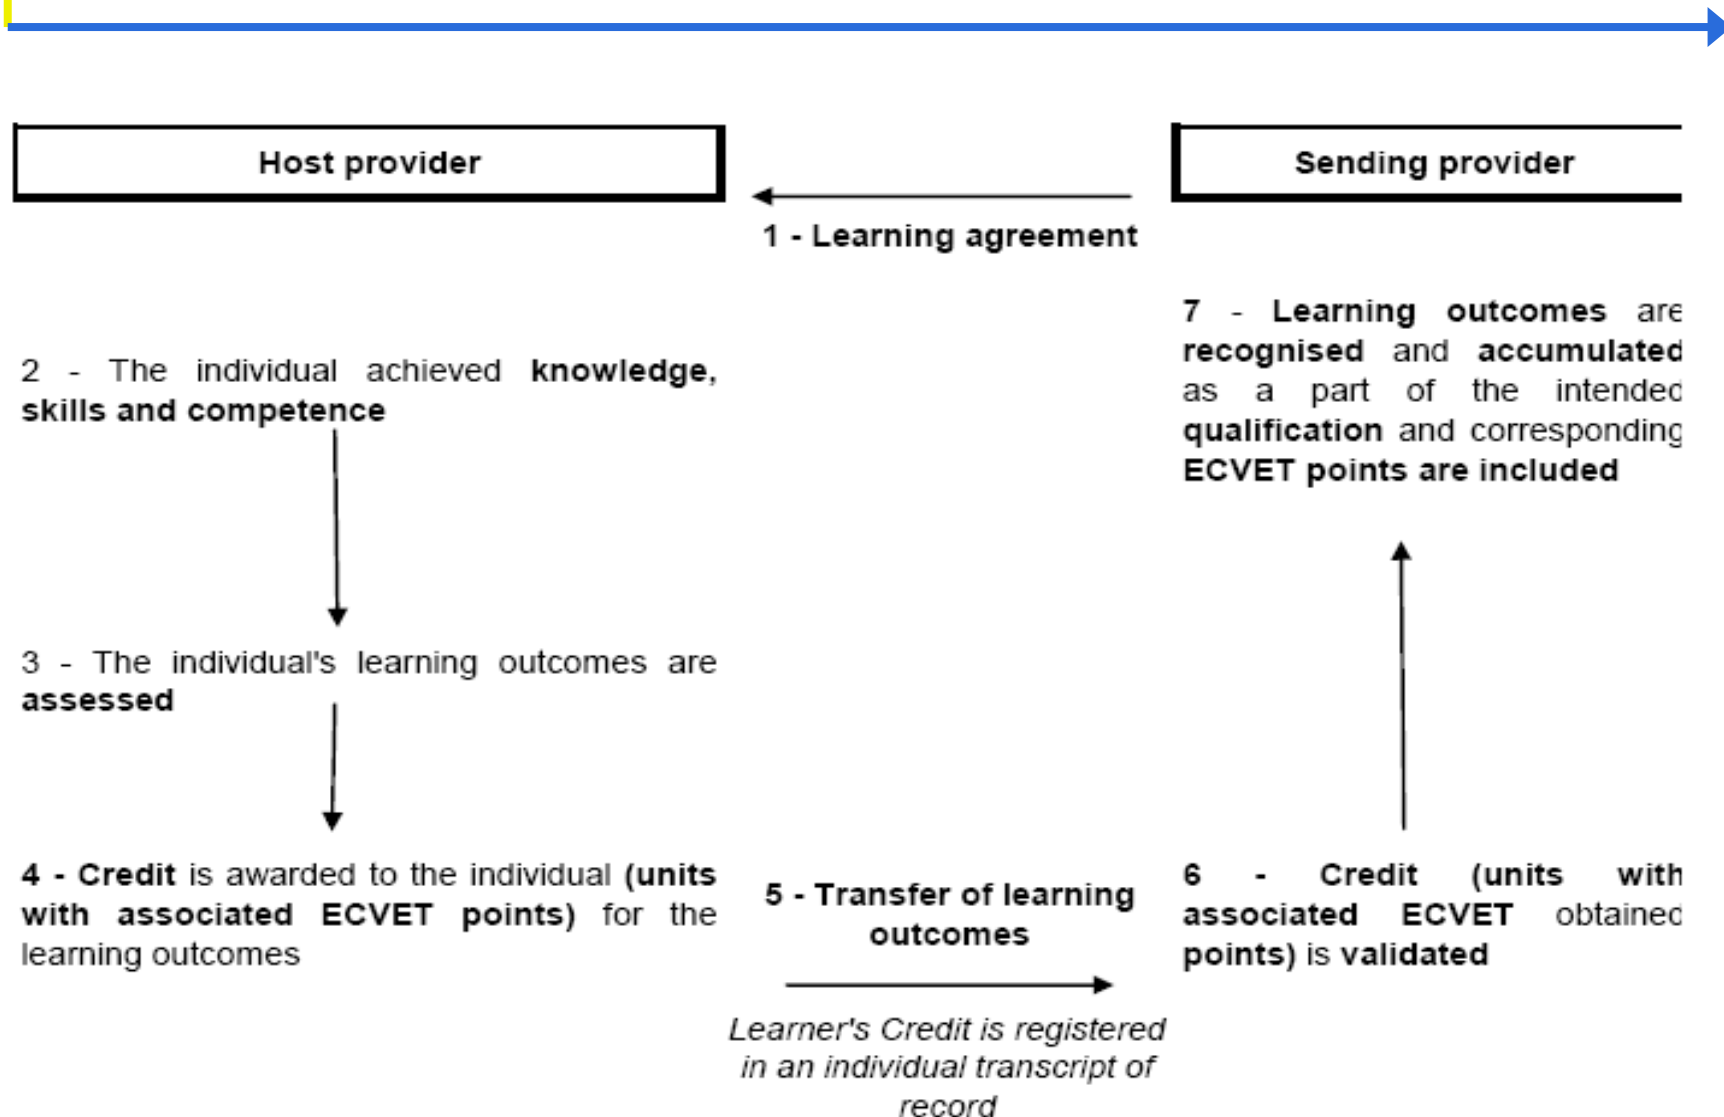 Host provider
Sending provider
1 - Learning agreement
2 - The individual achieved knowledge,
skills and competence
3 - The individual's learning outcomes are
assessed
4 - Credit is awarded to the individual (units
with associated ECVET points) for the
learning outcomes
5 - Transfer of learning
outcomes
Learner's Credit is registered
in an individual transcript of
record
6 - Credit (units with
associated ECVET obtained
points) is validated
7 - Learning outcomes are
recognised and accumulated
as a part of the intended
qualification and corresponding
ECVET points are included